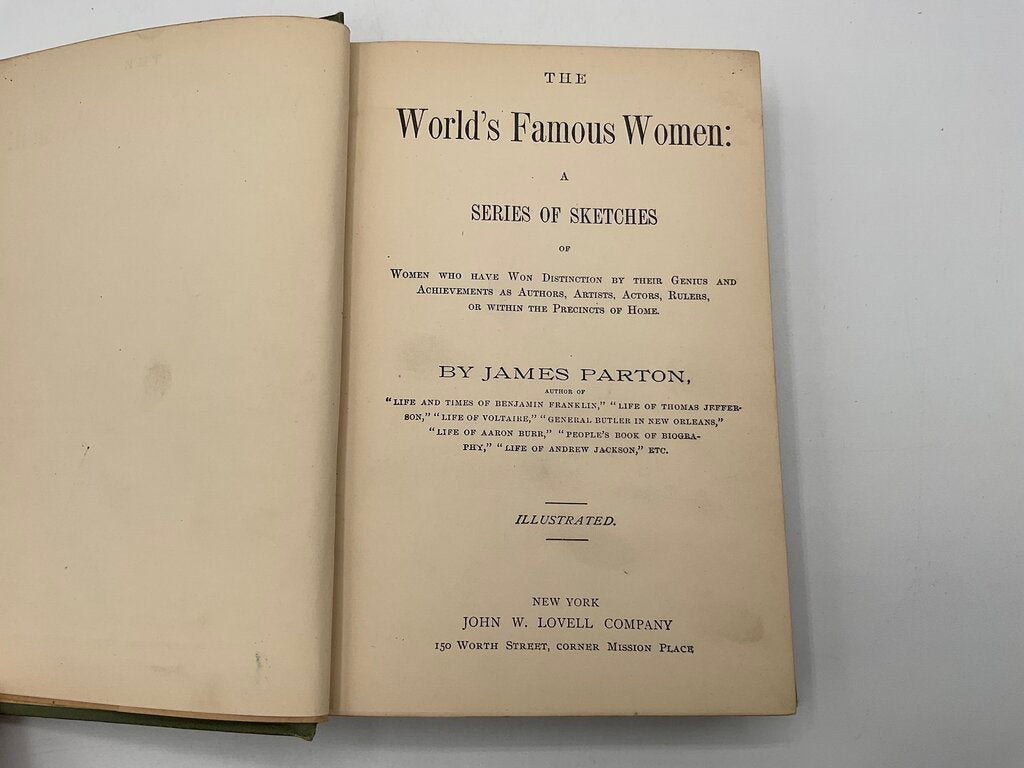 THE
World's Famous Women:
A
SERIES OF SKETCHES
OF
WOMEN WHO HAVE WON DISTINCTION BY THEIR GENIUS AND
ACHIEVEMENTS AS AUTHORS, ARTISTS, ACTORS, RULERS,
OR WITHIN THE PRECINCTS OF HOME.
BY JAMES PARTON,
AUTHOR OF
"LIFE AND TIMES OF BENJAMIN FRANKLIN," "LIFE OF THOMAS JEFFER-
SON," "LIFE OF VOLTAIRE," "GENERAL BUTLER IN NEW ORLEANS,"
"LIFE OF AARON BURR," "PEOPLE'S BOOK OF BIOGRA-
PHY," "LIFE OF ANDREW JACKSON," ETC.
ILLUSTRATED.
NEW YORK
JOHN W. LOVELL COMPANY
150 WORTH STREET, CORNER MISSION PLACE